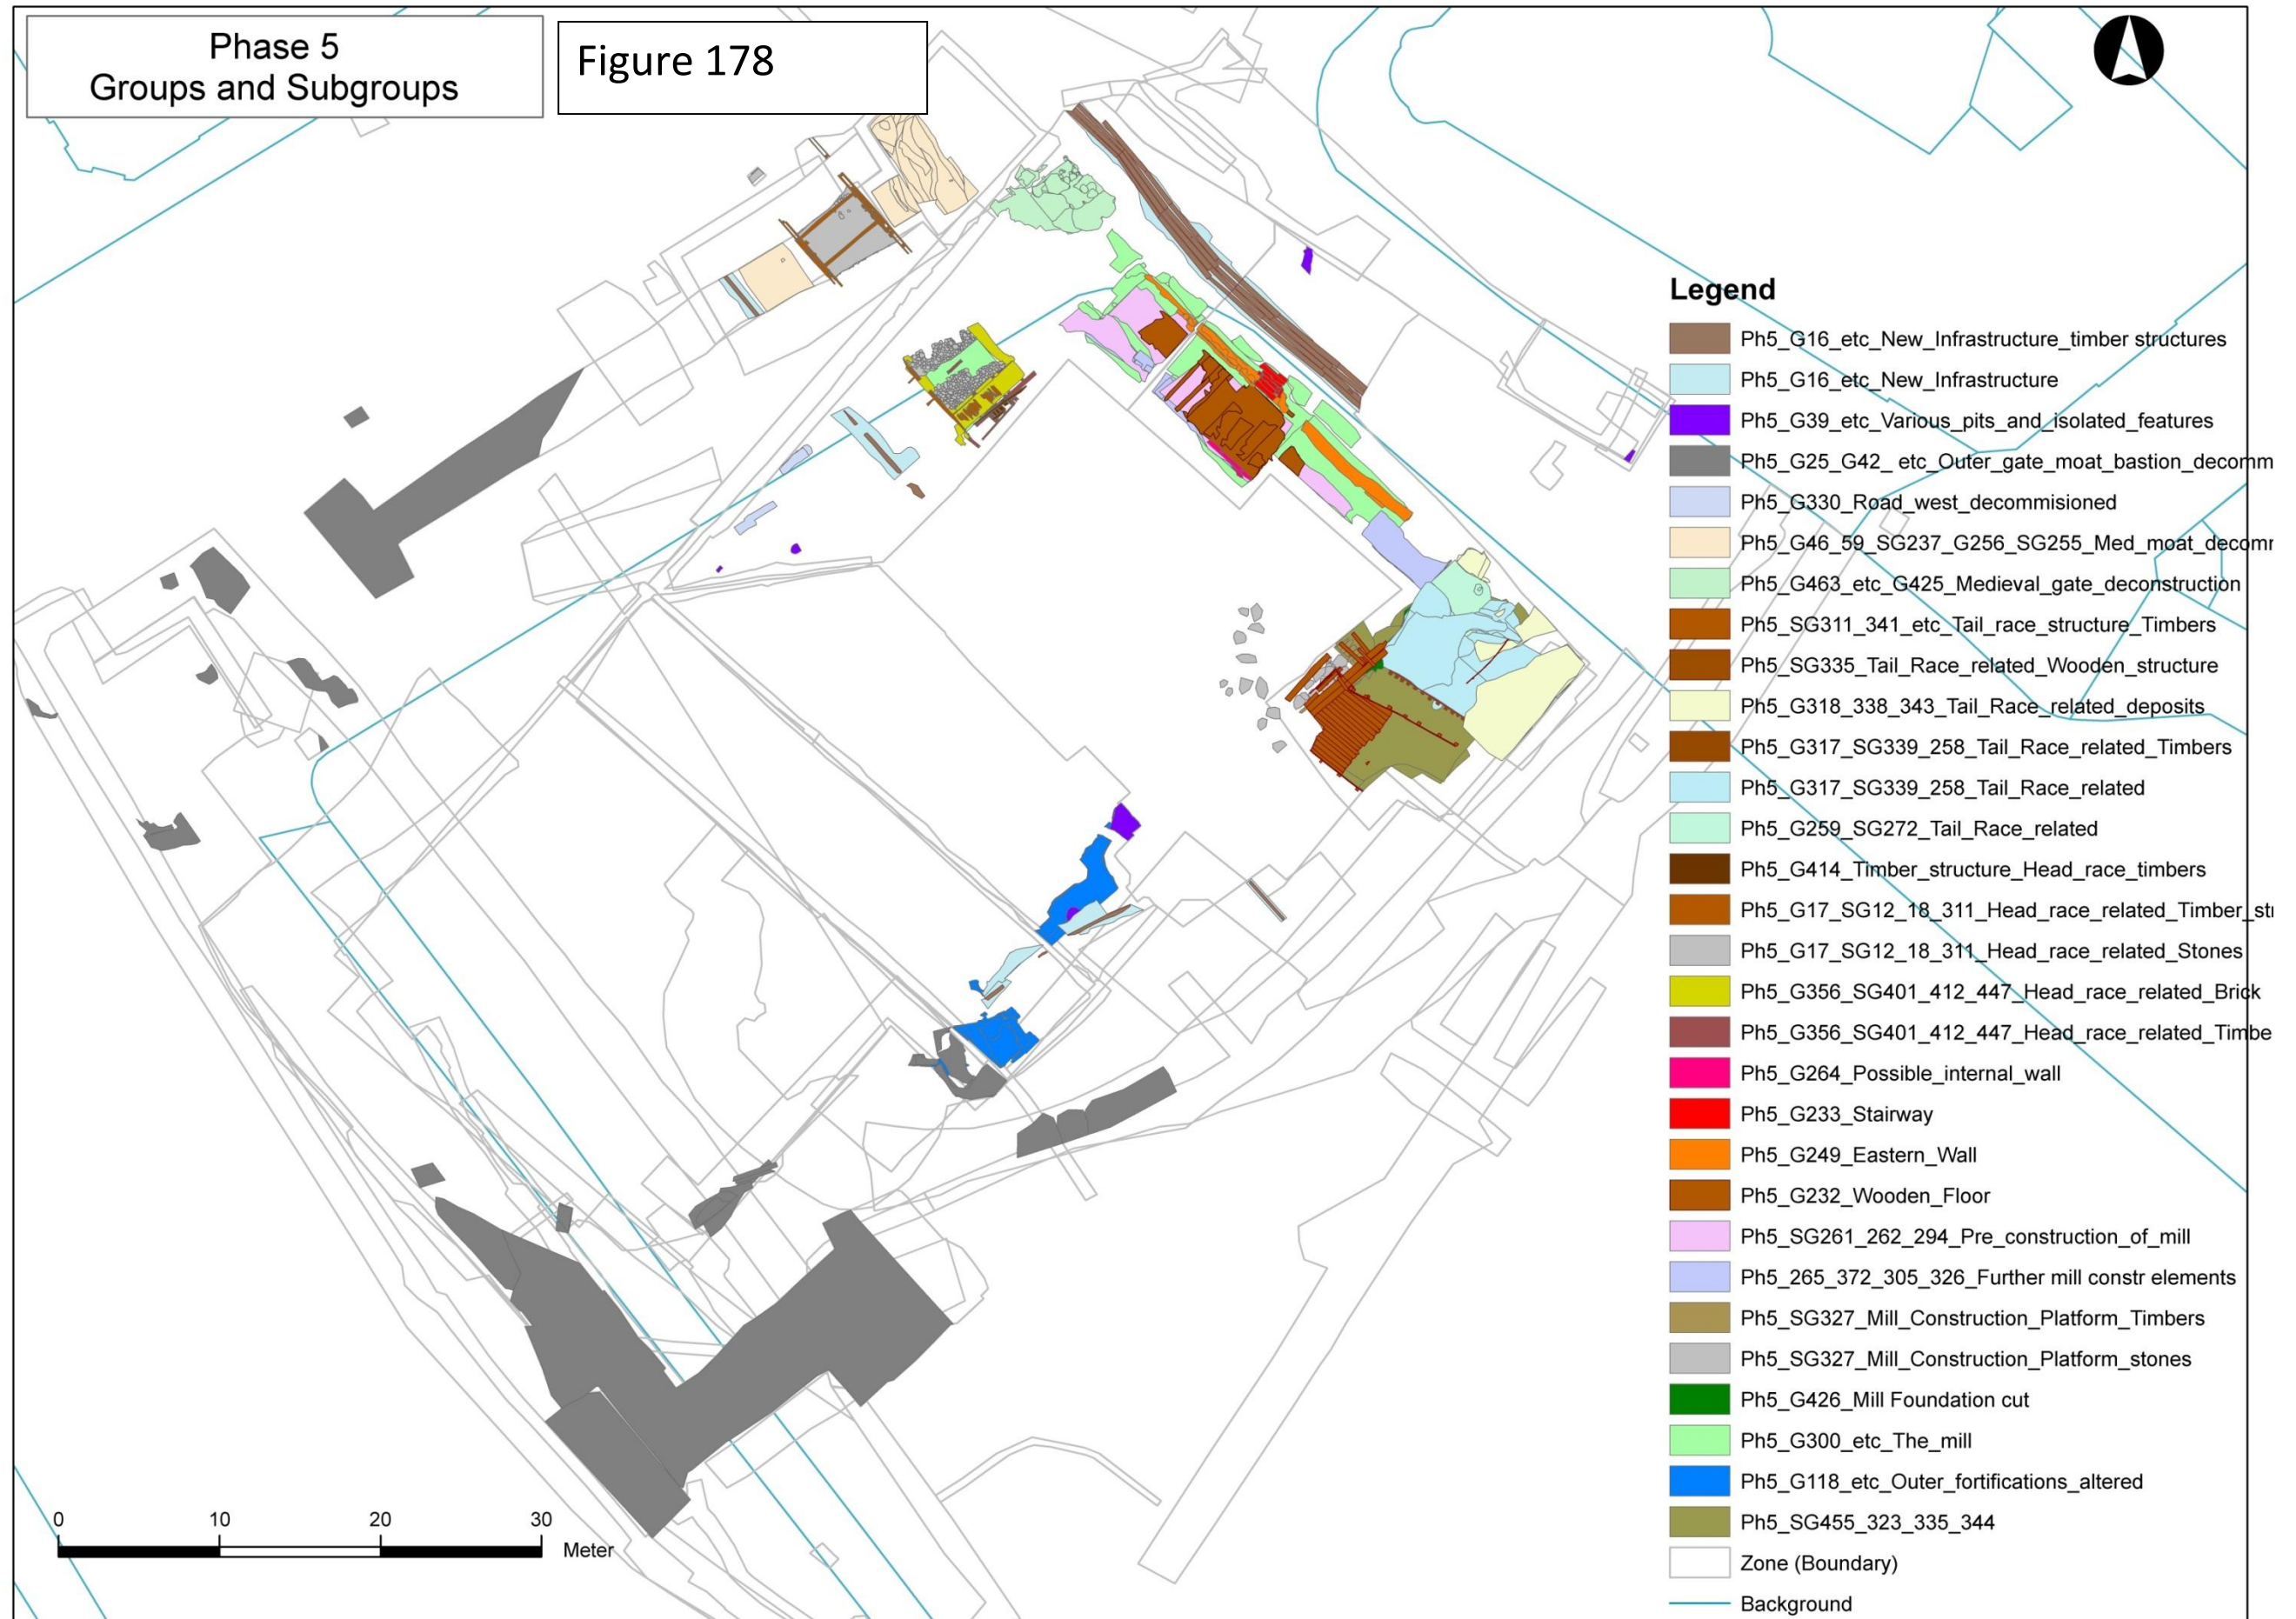 Phase 5
Groups and Subgroups
Figure 178
Legend
Ph5_G16_etc_New_Infrastructure_timber structures
Ph5_G16_etc_New_Infrastructure
Ph5_G39_etc_Various_pits_and_isolated_features
Ph5_G25_G42_ etc_Outer_gate_moat_bastion_decomm
Ph5_G330_Road_west_decommisioned
Ph5_G46_59_SG237_G256_SG255_Med_moat_decomr
Ph5_G463_etc_G425_Medieval_gate_deconstruction
Ph5_SG311_341_etc_Tail_race_structure_Timbers
Ph5_SG335_Tail_Race_related_Wooden_structure
Ph5_G318_338_343_Tail_Race_related_deposits
Ph5_G317_SG339_258_Tail_Race_related_Timbers
Ph5_G317_SG339_258_Tail_Race_related
Ph5_G259_SG272_Tail_Race_related
Ph5_G414_Timber_structure_Head_race_timbers
Ph5_G17_SG12_18_311_Head_race_related_Timber_str
Ph5_G17_SG12_18_311_Head_race_related_Stones
Ph5_G356_SG401_412_447_Head_race_related_Brick
Ph5_G356_SG401_412_447_Head_race_related_Timbe
Ph5_G264_Possible_internal_wall
Ph5_G233_Stairway
Ph5_G249_Eastern_Wall
Ph5_G232_Wooden_Floor
Ph5_SG261_262_294_Pre_construction_of_mill
Ph5_265_372_305_326_Further mill constr elements
Ph5_SG327_Mill_Construction_Platform_Timbers
Ph5_SG327_Mill_Construction_Platform_stones
Ph5_G426_Mill Foundation cut
Ph5_G300_etc_The_mill
Ph5_G118_etc_Outer_fortifications_altered
Ph5_SG455_323_335_344
Zone (Boundary)
Background
0 10 20 30
Meter